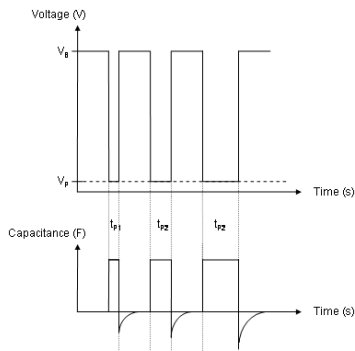 Voltage (V)
V_B
V_P
Time (s)
t_P1
t_P2
t_P2
Capacitance (F)
Time (s)